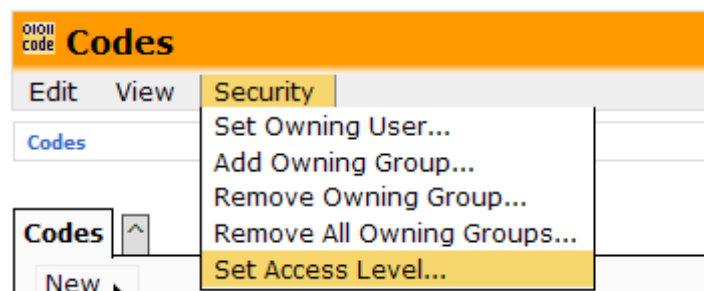 01011
code Codes
Edit View Security
Set Owning User...
Codes
Add Owning Group...
Remove Owning Group...
Codes ^ Remove All Owning Groups...
Set Access Level...
New